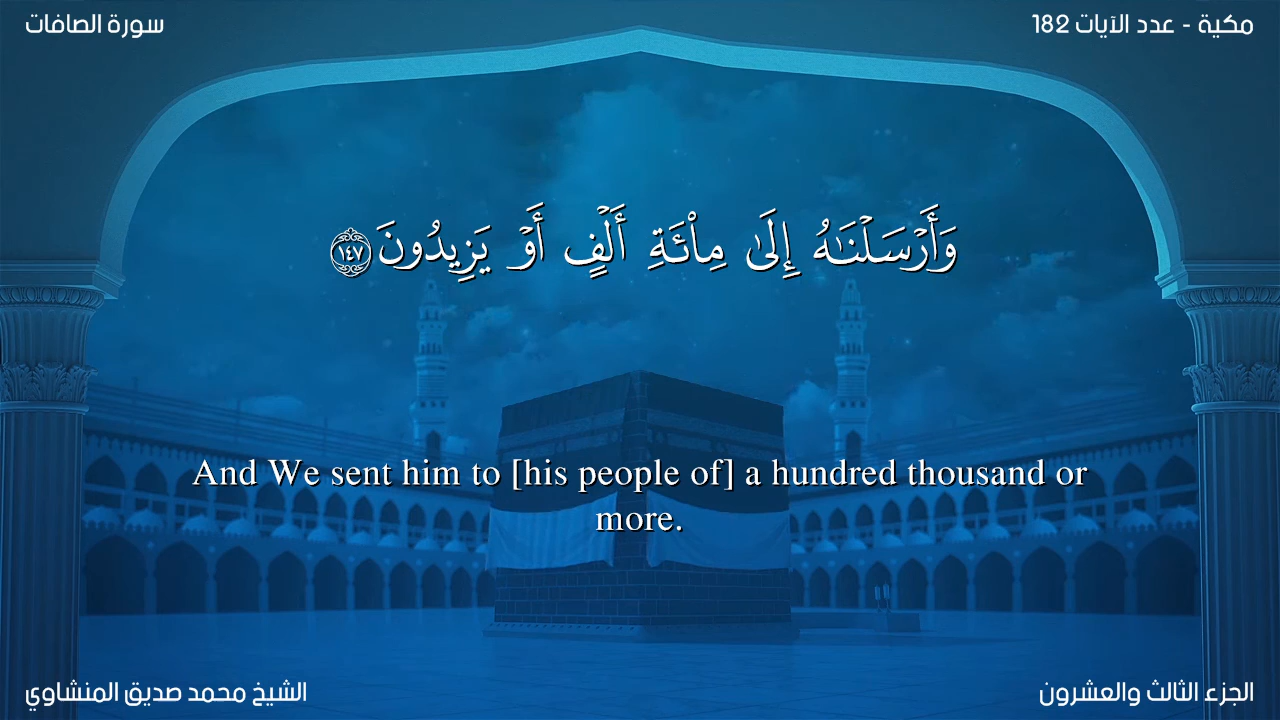 سورة الصافات
مكية - عدد الآيات 182
وَأَرْسَلْنَٰهُ إِلَىٰ مِا۟ئَةِ أَلْفٍ أَوْ يَزِيدُونَ ١٤٧
And We sent him to [his people of] a hundred thousand or
more.
الشيخ محمد صديق المنشاوي
الجزء الثالث والعشرون